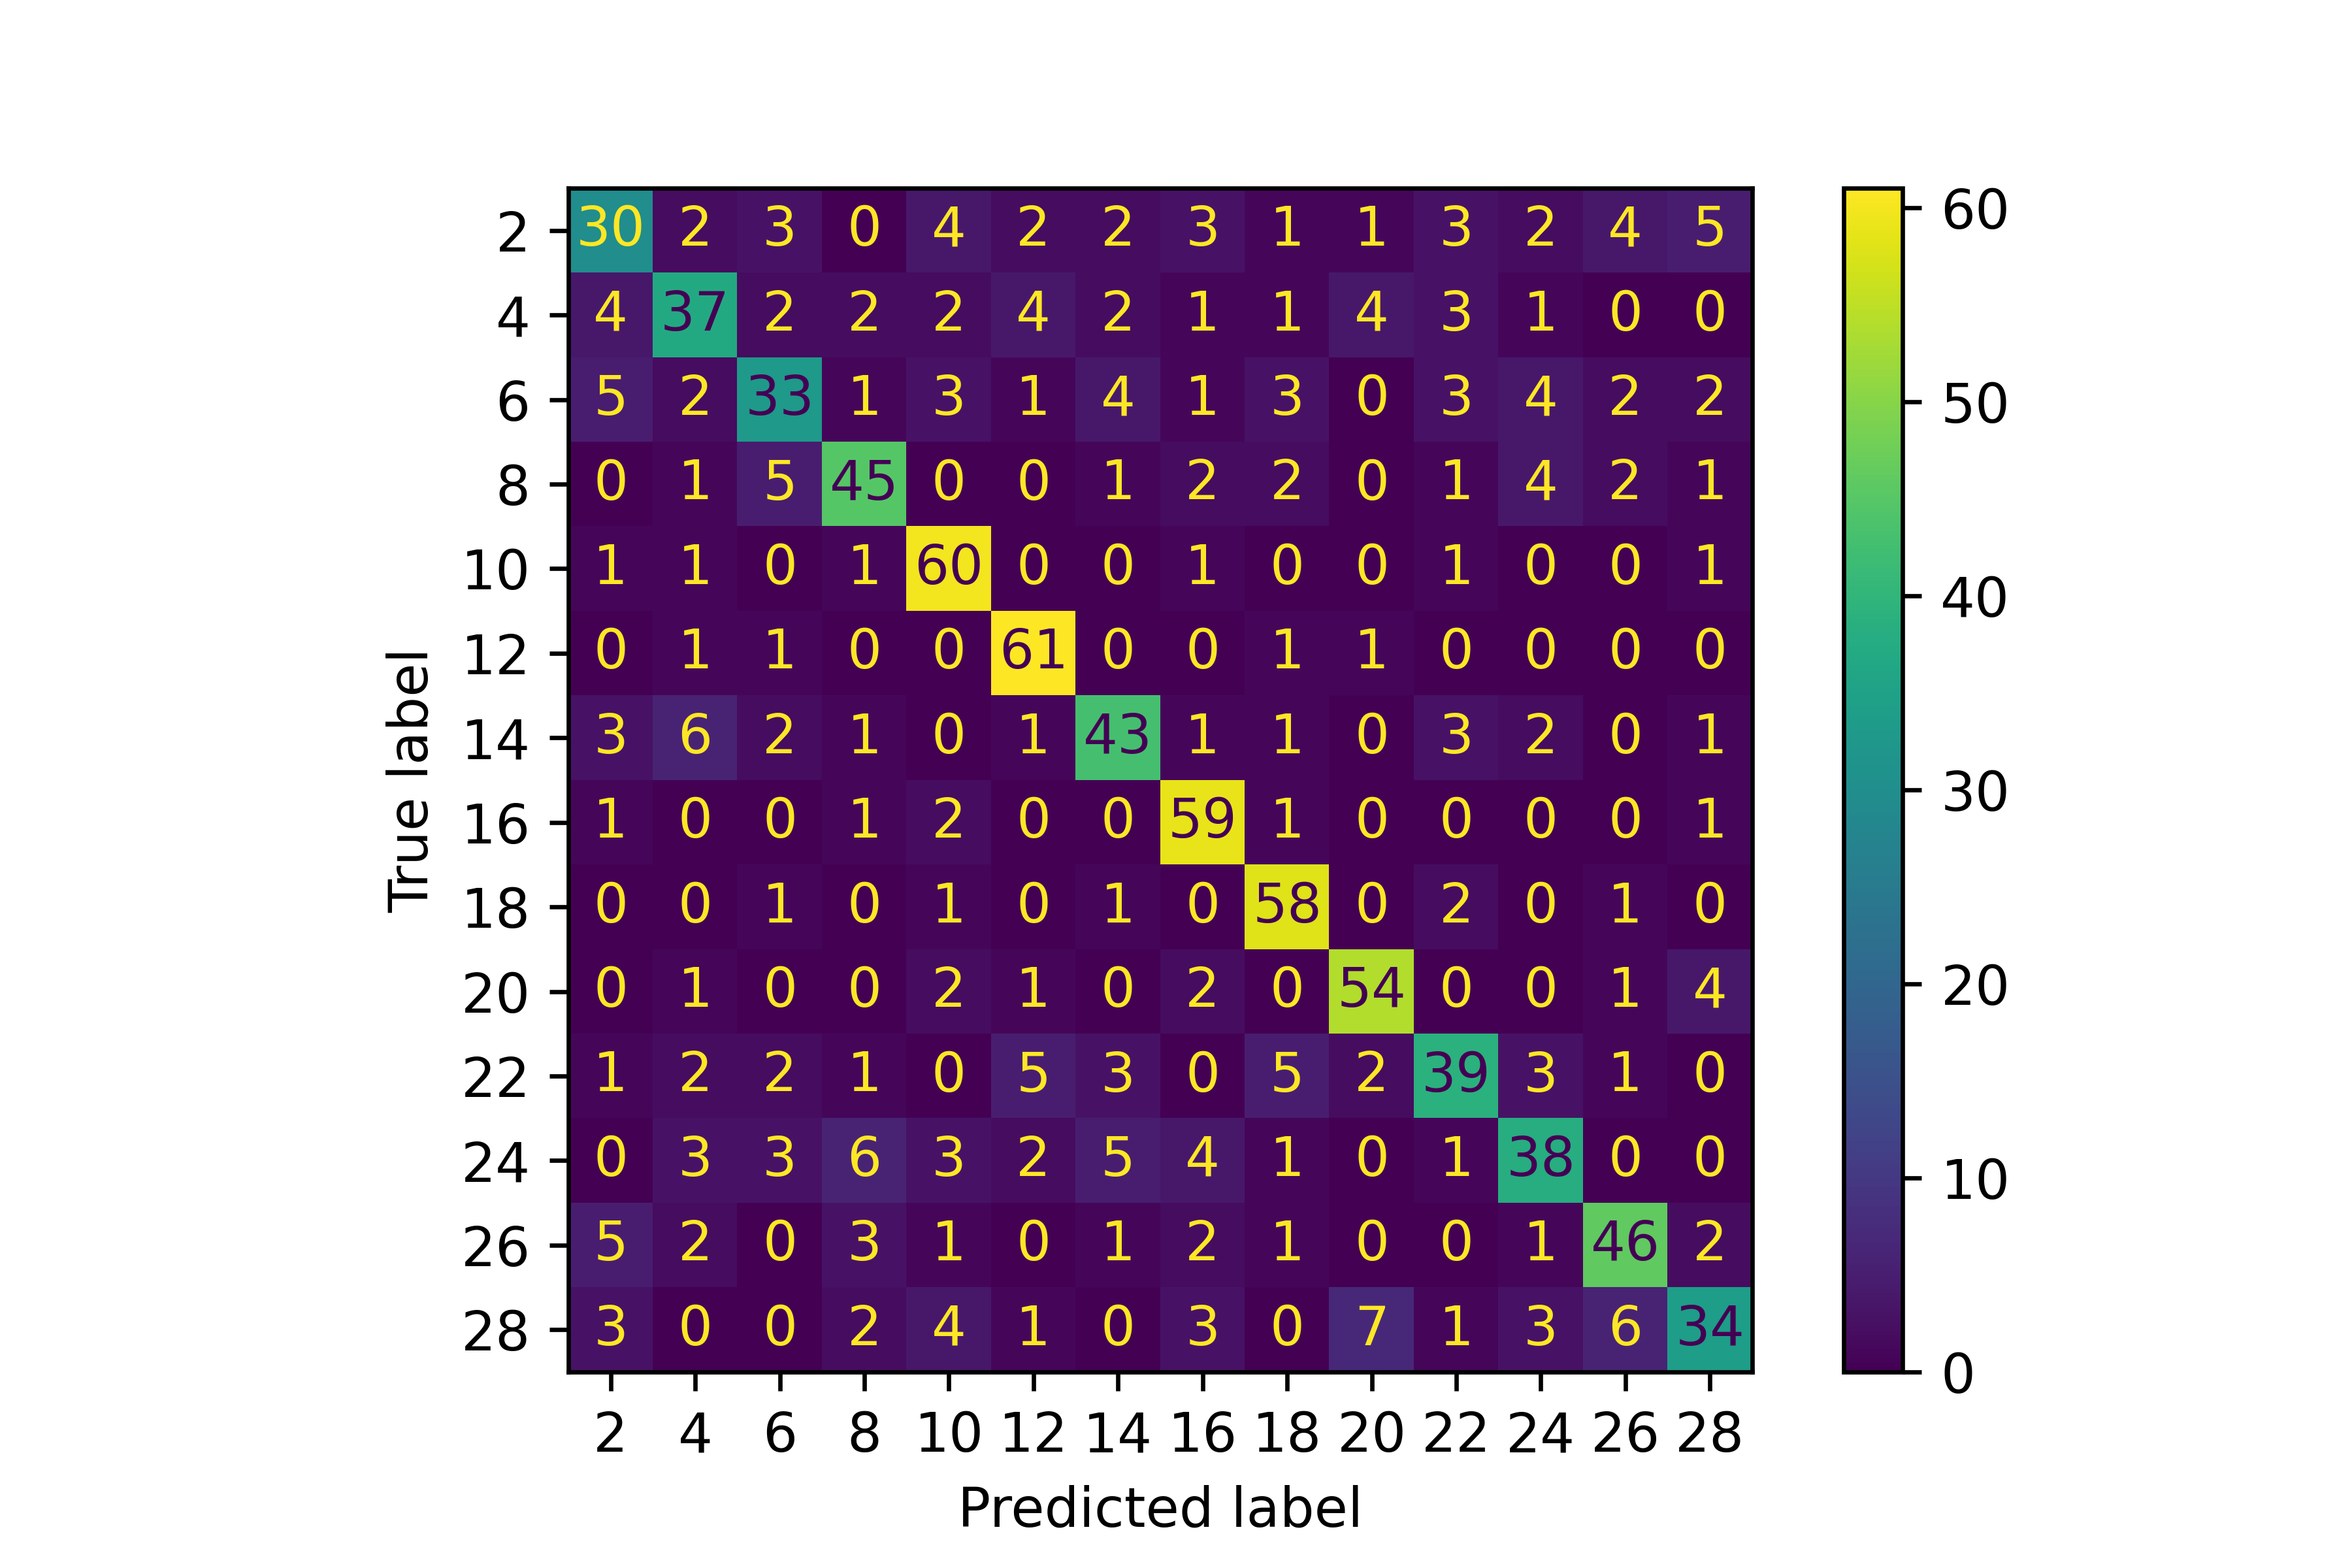 2 30 2 3 0 4 2 2 3 1 1 3 2 4 5
4 4 37 2 2 2 4 2 1 1 4 3 1 0 0
6 5 2 33 1 3 1 4 1 3 0 3 4 2 2
8 0 1 5 45 0 0 1 2 2 0 1 4 2 1
10 1 1 0 1 60 0 0 1 0 0 1 0 0 1
12 0 1 1 0 0 61 0 0 1 1 0 0 0 0
14 3 6 2 1 0 1 43 1 1 0 3 2 0 1
16 1 0 0 1 2 0 0 59 1 0 0 0 0 1
18 0 0 1 0 1 0 1 0 58 0 2 0 1 0
20 0 1 0 0 2 1 0 2 0 54 0 0 1 4
22 1 2 2 1 0 5 3 0 5 2 39 3 1 0
24 0 3 3 6 3 2 5 4 1 0 1 38 0 0
26 5 2 0 3 1 0 1 2 1 0 0 1 46 2
28 3 0 0 2 4 1 0 3 0 7 1 3 6 34
2 4 6 8 10 12 14 16 18 20 22 24 26 28
Predicted label
True label
60
50
40
30
20
10
0